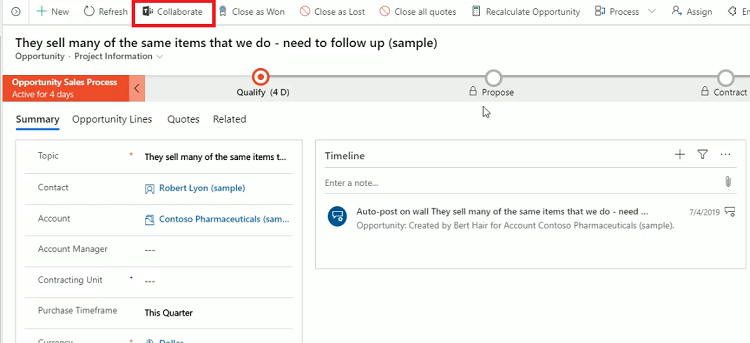 New Refresh Collaborate Close as Won Close as Lost Close all quotes Recalculate Opportunity Process Assign
They sell many of the same items that we do - need to follow up (sample)
Opportunity · Project Information
Opportunity Sales Process
Active for 4 days
Qualify (4 D)
Propose
Contract
Summary Opportunity Lines Quotes Related
Topic * They sell many of the same items t...
Contact Robert Lyon (sample)
Account Contoso Pharmaceuticals (sam...
Account Manager ---
Contracting Unit + ---
Purchase Timeframe This Quarter
Currency * Dollar
Timeline
Enter a note...
Auto-post on wall They sell many of the same items that we do - need ... 7/4/2019
Opportunity: Created by Bert Hair for Account Contoso Pharmaceuticals (sample).